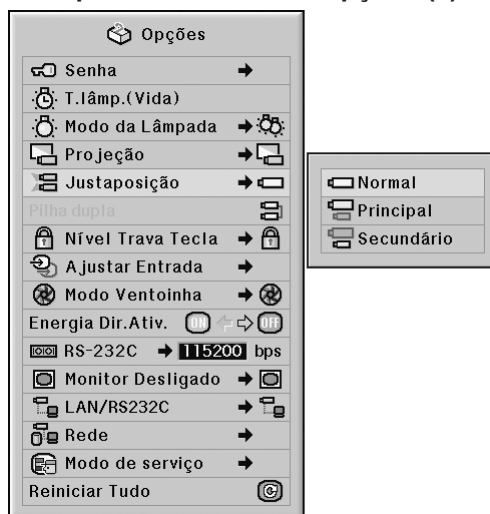 Opções
Senha
T.lâmp.(Vida)
Modo da Lâmpada
Projeção
Justaposição
Pilha dupla
Nível Trava Tecla
Ajustar Entrada
Modo Ventoinha
Energia Dir.Ativ. ON OFF
RS-232C 115200 bps
Monitor Desligado
LAN/RS232C
Rede
Modo de serviço
Reiniciar Tudo
Normal
Principal
Secundário